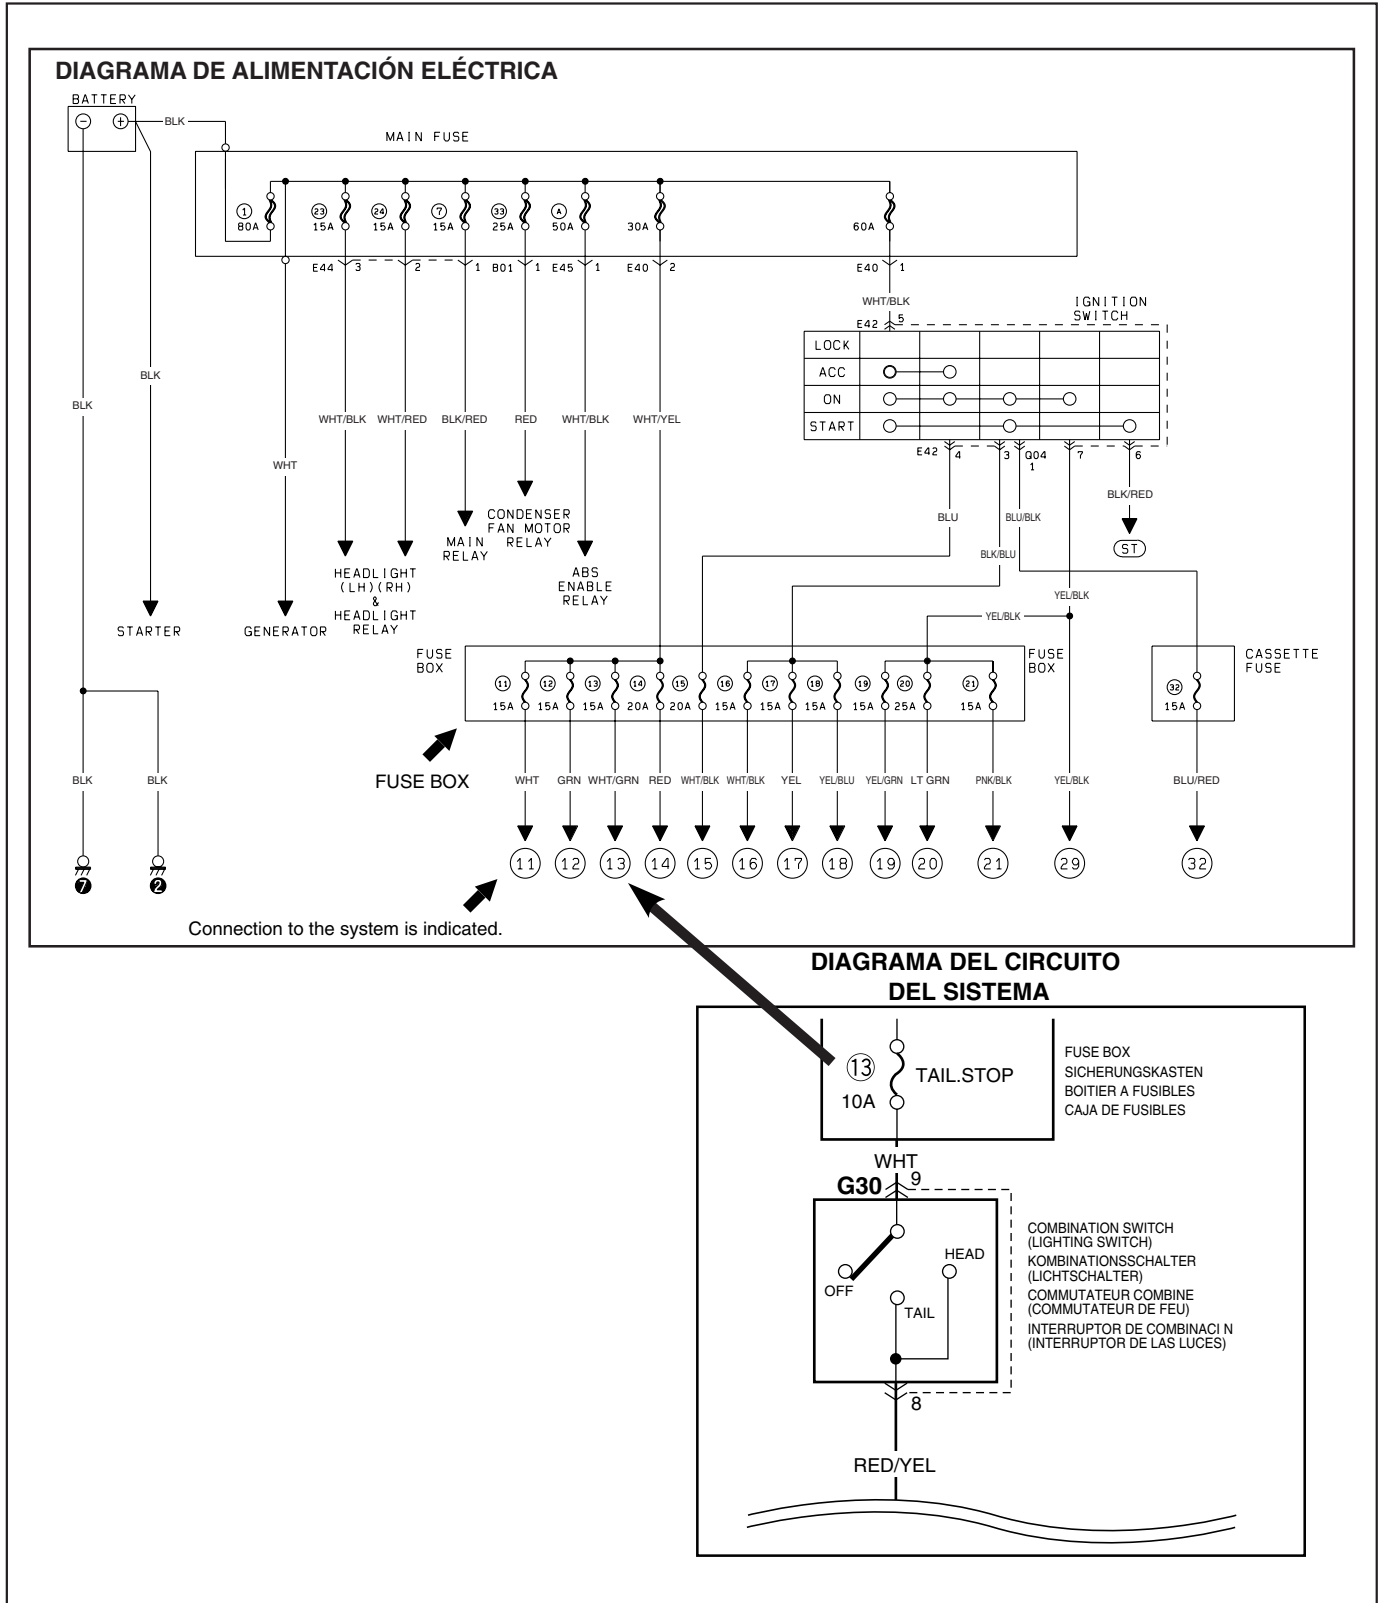 DIAGRAMA DE ALIMENTACIÓN ELÉCTRICA
BATTERY
− +
BLK
MAIN FUSE
1 23 24 7 33 A
80A 15A 15A 15A 25A 50A 30A 60A
E44 3 2 1 B01 1 E45 1 E40 2 E40 1
WHT/BLK
IGNITION
SWITCH
E42 5
LOCK
ACC
ON
START
E42 4 3 Q04 7 6
1
BLK
BLK
WHT/BLK WHT/RED BLK/RED RED WHT/BLK WHT/YEL
WHT
BLK/RED
BLU BLU/BLK
ST
BLK/BLU
YEL/BLK
YEL/BLK
CONDENSER
FAN MOTOR
RELAY
MAIN
RELAY
HEADLIGHT
(LH)(RH)
&
HEADLIGHT
RELAY
ABS
ENABLE
RELAY
STARTER
GENERATOR
FUSE
BOX
FUSE
BOX
CASSETTE
FUSE
11 12 13 14 15 16 17 18 19 20 21 32
15A 15A 15A 20A 20A 15A 15A 15A 15A 25A 15A 15A
FUSE BOX
BLK BLK WHT GRN WHT/GRN RED WHT/BLK WHT/BLK YEL YEL/BLU YEL/GRN LT GRN PNK/BLK YEL/BLK BLU/RED
11 12 13 14 15 16 17 18 19 20 21 29 32
7 2
Connection to the system is indicated.
DIAGRAMA DEL CIRCUITO
DEL SISTEMA
13
10A
TAIL.STOP
FUSE BOX
SICHERUNGSKASTEN
BOITIER A FUSIBLES
CAJA DE FUSIBLES
WHT
G30 9
OFF
HEAD
TAIL
COMBINATION SWITCH
(LIGHTING SWITCH)
KOMBINATIONSSCHALTER
(LICHTSCHALTER)
COMMUTATEUR COMBINE
(COMMUTATEUR DE FEU)
INTERRUPTOR DE COMBINACI N
(INTERRUPTOR DE LAS LUCES)
8
RED/YEL